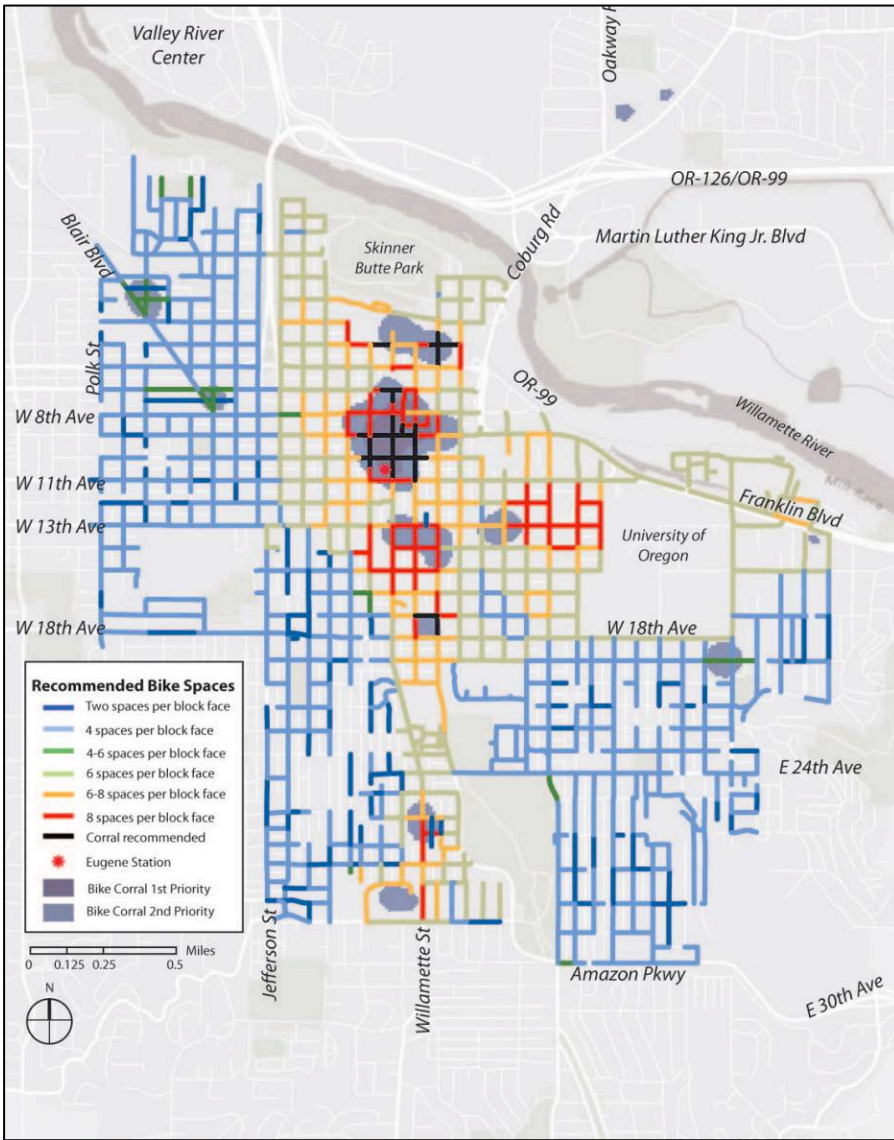 Valley River
Center
Oakway R
OR-126/OR-99
Martin Luther King Jr. Blvd
Coburg Rd
Skinner
Butte Park
Blair Blvd
Polk St
OR-99
Willamette River
W 8th Ave
W 11th Ave
Mill Race
Franklin Blvd
W 13th Ave
University of
Oregon
W 18th Ave
W 18th Ave
Recommended Bike Spaces
Two spaces per block face
4 spaces per block face
4-6 spaces per block face
6 spaces per block face
6-8 spaces per block face
8 spaces per block face
Corral recommended
Eugene Station
Bike Corral 1st Priority
Bike Corral 2nd Priority
E 24th Ave
Miles
0 0.125 0.25 0.5
N
Jefferson St
Willamette St
Amazon Pkwy
E 30th Ave